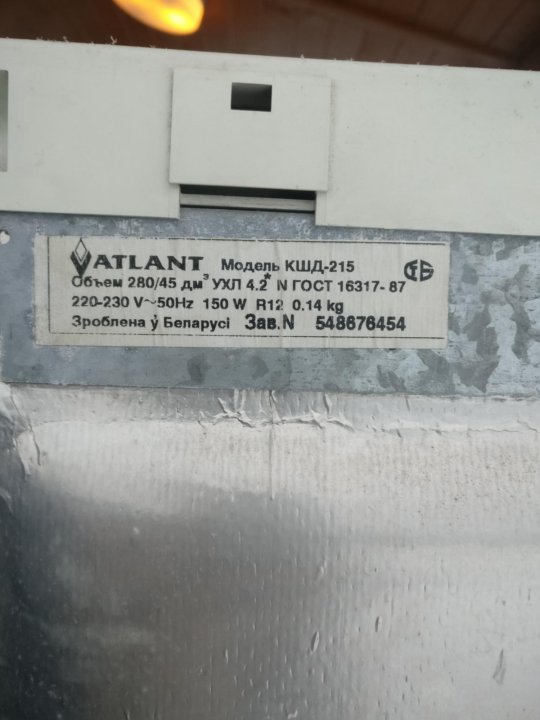 ATLANT Модель КШД-215
Объем 280/45 дм³ УХЛ 4.2* N ГОСТ 16317-87
220-230 V~50Hz 150 W R12 0.14 kg
Зроблена ў Беларусі Зав.N 548676454